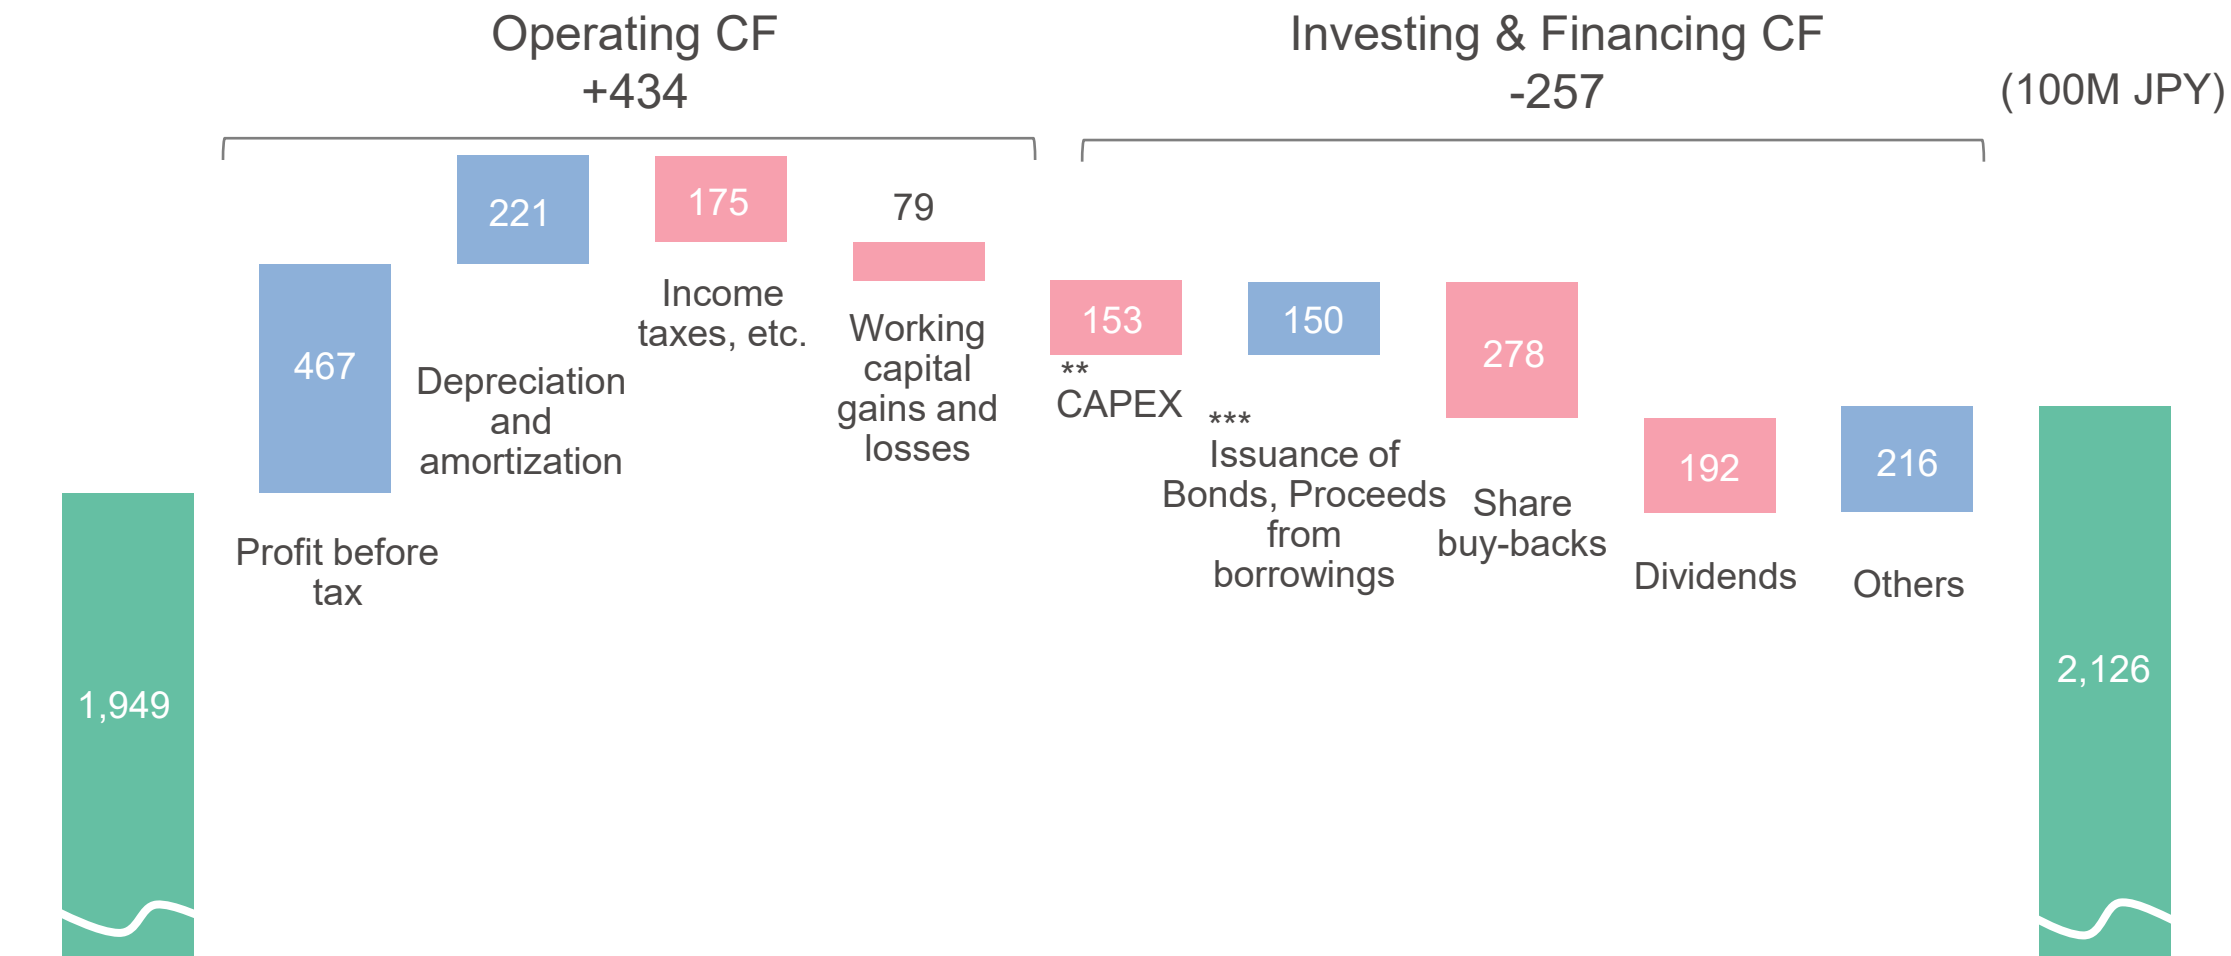 Operating CF
+434
Investing & Financing CF
-257
(100M JPY)
1,949
467
Profit before
tax
221
Depreciation
and
amortization
175
Income
taxes, etc.
79
Working
capital
gains and
losses
153
**
CAPEX
150
***
Issuance of
Bonds, Proceeds
from
borrowings
278
Share
buy-backs
192
Dividends
216
Others
2,126